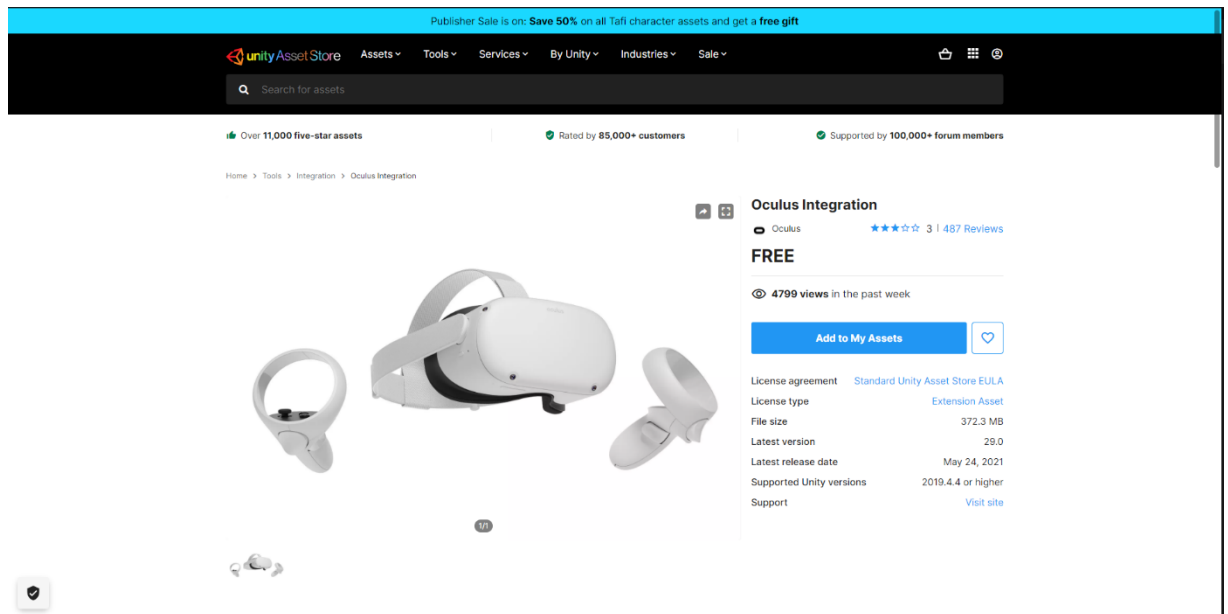 Publisher Sale is on: Save 50% on all Tafi character assets and get a free gift
unity Asset Store Assets Tools Services By Unity Industries Sale
Search for assets
Over 11,000 five-star assets Rated by 85,000+ customers Supported by 100,000+ forum members
Home > Tools > Integration > Oculus Integration
Oculus Integration
Oculus 3 | 487 Reviews
FREE
4799 views in the past week
Add to My Assets
License agreement Standard Unity Asset Store EULA
License type Extension Asset
File size 372.3 MB
Latest version 29.0
Latest release date May 24, 2021
Supported Unity versions 2019.4.4 or higher
Support Visit site
1/1